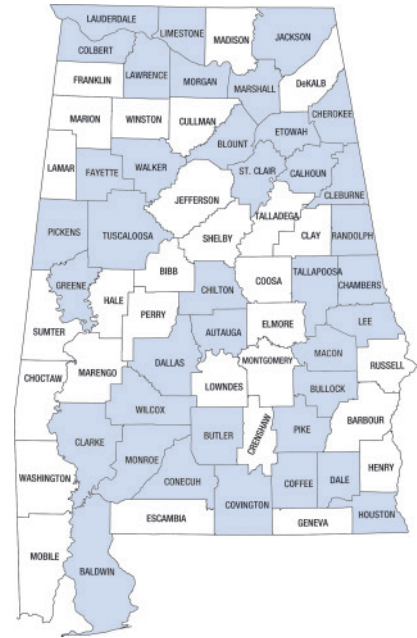 LAUDERDALE
LIMESTONE
MADISON
JACKSON
COLBERT
FRANKLIN
LAWRENCE
MORGAN
MARSHALL
DeKALB
CHEROKEE
MARION
WINSTON
CULLMAN
BLOUNT
ETOWAH
LAMAR
FAYETTE
WALKER
ST. CLAIR
CALHOUN
CLEBURNE
JEFFERSON
TALLADEGA
PICKENS
TUSCALOOSA
SHELBY
CLAY
RANDOLPH
BIBB
GREENE
HALE
PERRY
CHILTON
COOSA
TALLAPOOSA
CHAMBERS
SUMTER
AUTAUGA
ELMORE
LEE
CHOCTAW
MARENGO
DALLAS
LOWNDES
MONTGOMERY
MACON
RUSSELL
BULLOCK
WILCOX
CLARKE
BUTLER
CRENSHAW
PIKE
BARBOUR
MONROE
WASHINGTON
CONECUH
COFFEE
DALE
HENRY
COVINGTON
ESCAMBIA
GENEVA
HOUSTON
MOBILE
BALDWIN